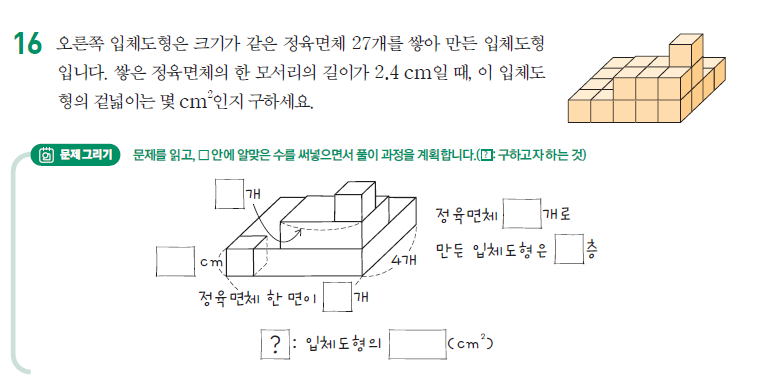 16 오른쪽 입체도형은 크기가 같은 정육면체 27개를 쌓아 만든 입체도형
입니다. 쌓은 정육면체의 한 모서리의 길이가 2.4 cm일 때, 이 입체도
형의 겉넓이는 몇 cm²인지 구하세요.
문제 그리기 문제를 읽고, □ 안에 알맞은 수를 써넣으면서 풀이 과정을 계획합니다.(?: 구하고자 하는 것)
□개
정육면체 □개로
만든 입체도형은 □층
□ cm
4개
정육면체 한 면이 □개
?: 입체도형의 □(cm²)